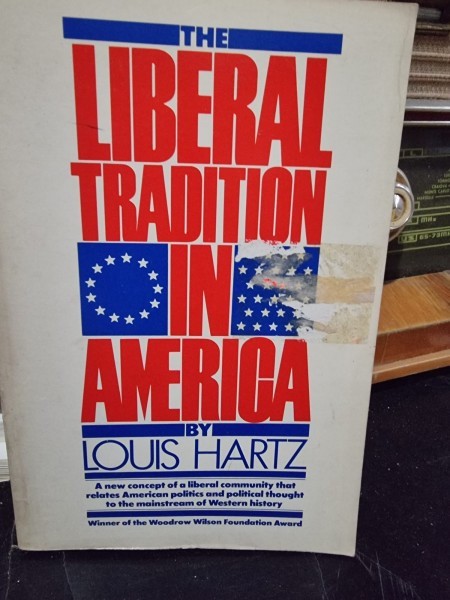 THE
LIBERAL
TRADITION
IN
AMERICA
BY
LOUIS HARTZ
A new concept of a liberal community that
relates American politics and political thought
to the mainstream of Western history
Winner of the Woodrow Wilson Foundation Award